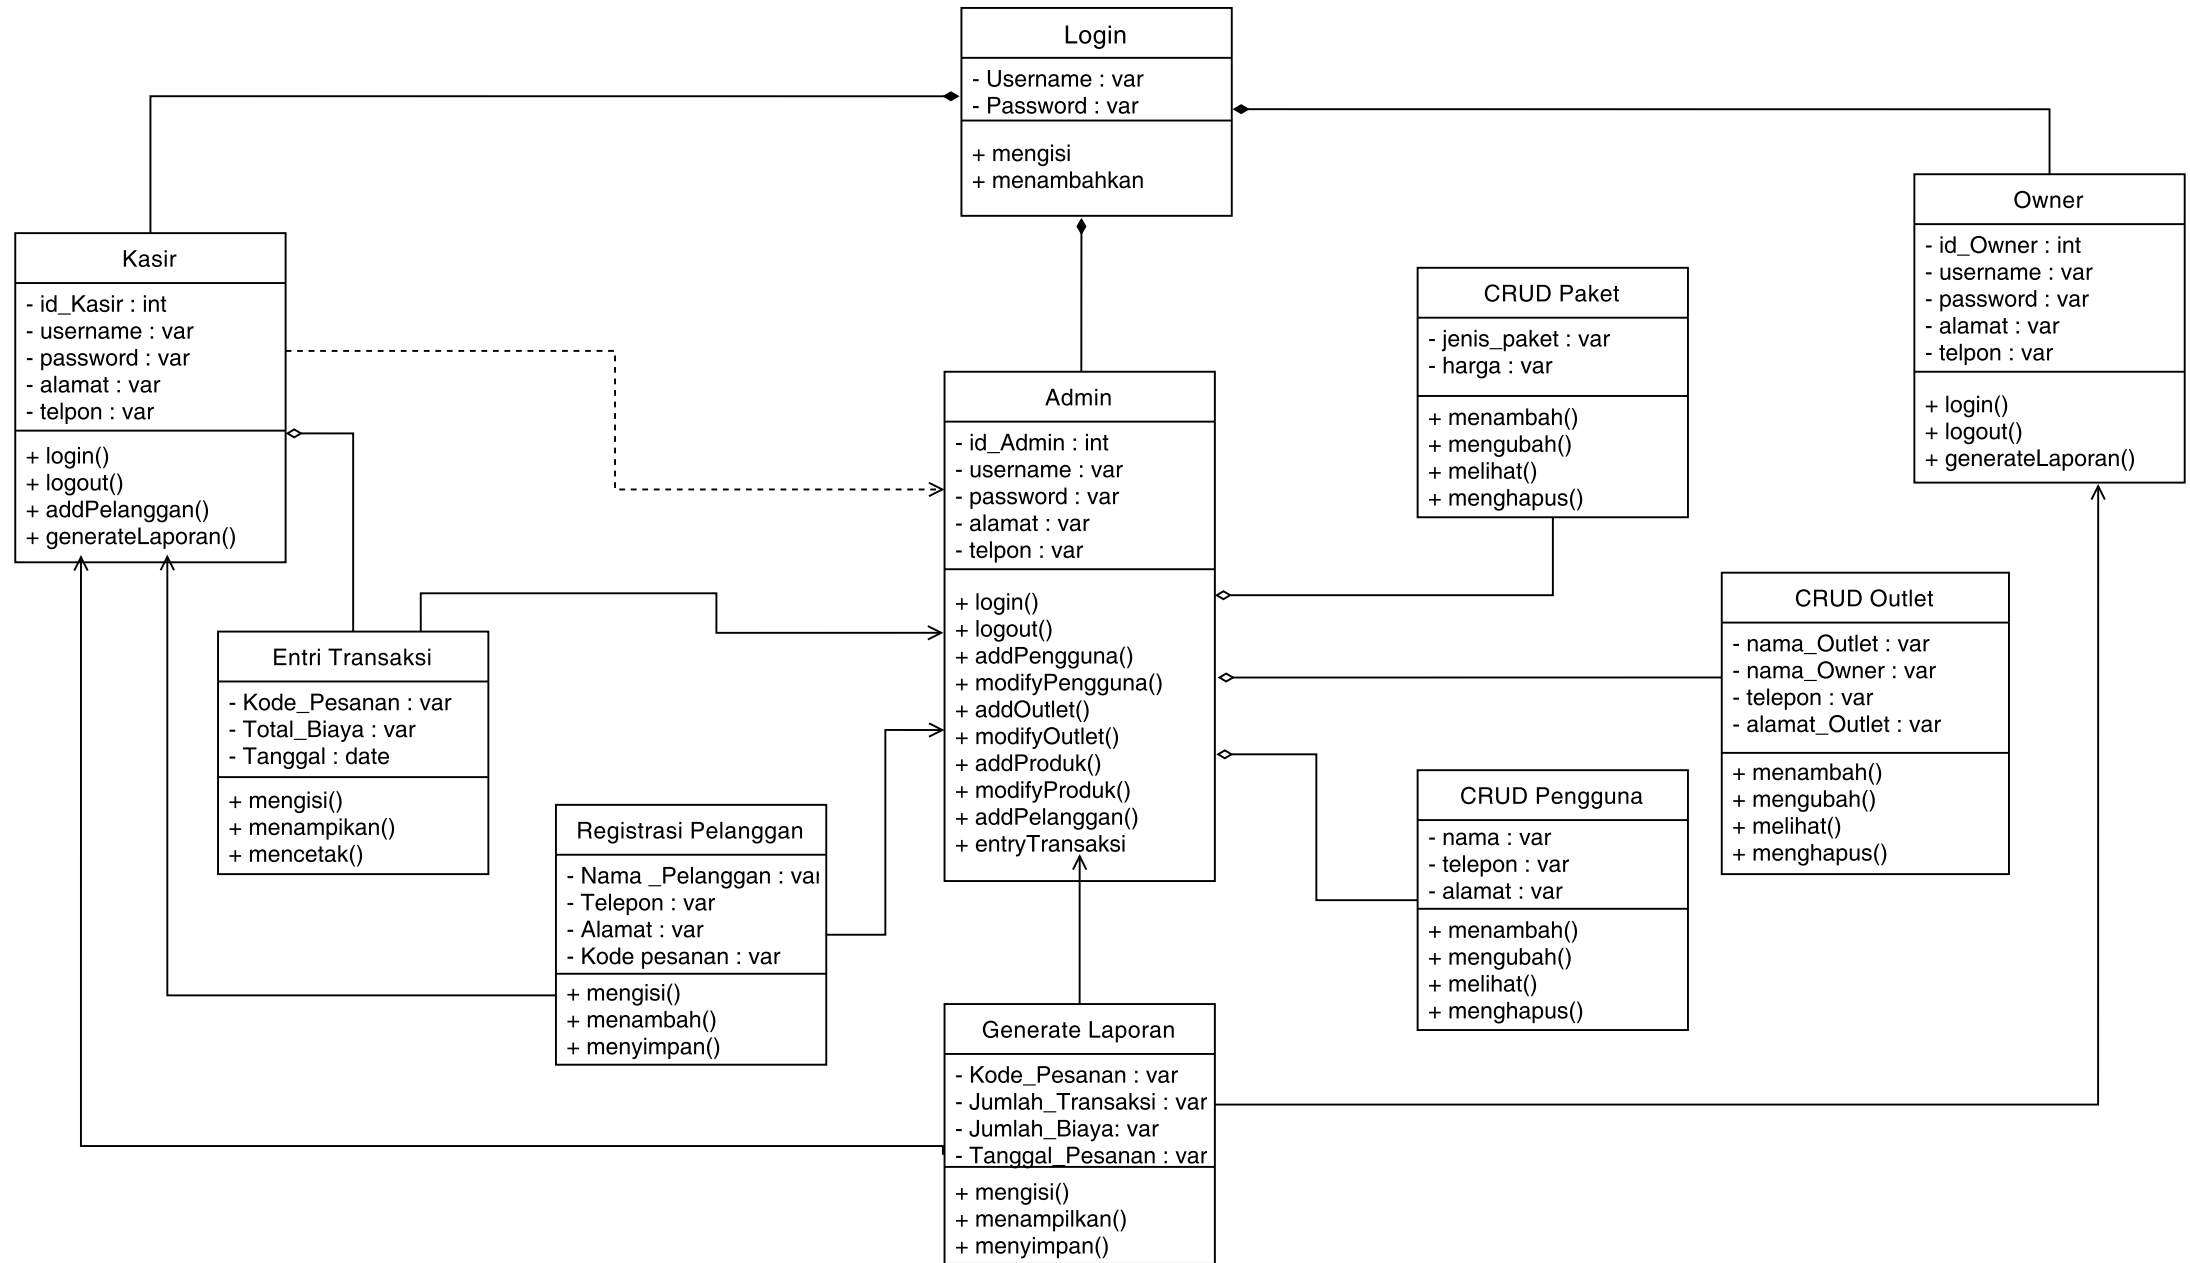 Login
- Username : var
- Password : var
+ mengisi
+ menambahkan
Kasir
- id_Kasir : int
- username : var
- password : var
- alamat : var
- telpon : var
+ login()
+ logout()
+ addPelanggan()
+ generateLaporan()
Owner
- id_Owner : int
- username : var
- password : var
- alamat : var
- telpon : var
+ login()
+ logout()
+ generateLaporan()
CRUD Paket
- jenis_paket : var
- harga : var
+ menambah()
+ mengubah()
+ melihat()
+ menghapus()
Admin
- id_Admin : int
- username : var
- password : var
- alamat : var
- telpon : var
+ login()
+ logout()
+ addPengguna()
+ modifyPengguna()
+ addOutlet()
+ modifyOutlet()
+ addProduk()
+ modifyProduk()
+ addPelanggan()
+ entryTransaksi
CRUD Outlet
- nama_Outlet : var
- nama_Owner : var
- telepon : var
- alamat_Outlet : var
+ menambah()
+ mengubah()
+ melihat()
+ menghapus()
Entri Transaksi
- Kode_Pesanan : var
- Total_Biaya : var
- Tanggal : date
+ mengisi()
+ menampikan()
+ mencetak()
Registrasi Pelanggan
- Nama _Pelanggan : var
- Telepon : var
- Alamat : var
- Kode pesanan : var
+ mengisi()
+ menambah()
+ menyimpan()
CRUD Pengguna
- nama : var
- telepon : var
- alamat : var
+ menambah()
+ mengubah()
+ melihat()
+ menghapus()
Generate Laporan
- Kode_Pesanan : var
- Jumlah_Transaksi : var
- Jumlah_Biaya: var
- Tanggal_Pesanan : var
+ mengisi()
+ menampilkan()
+ menyimpan()